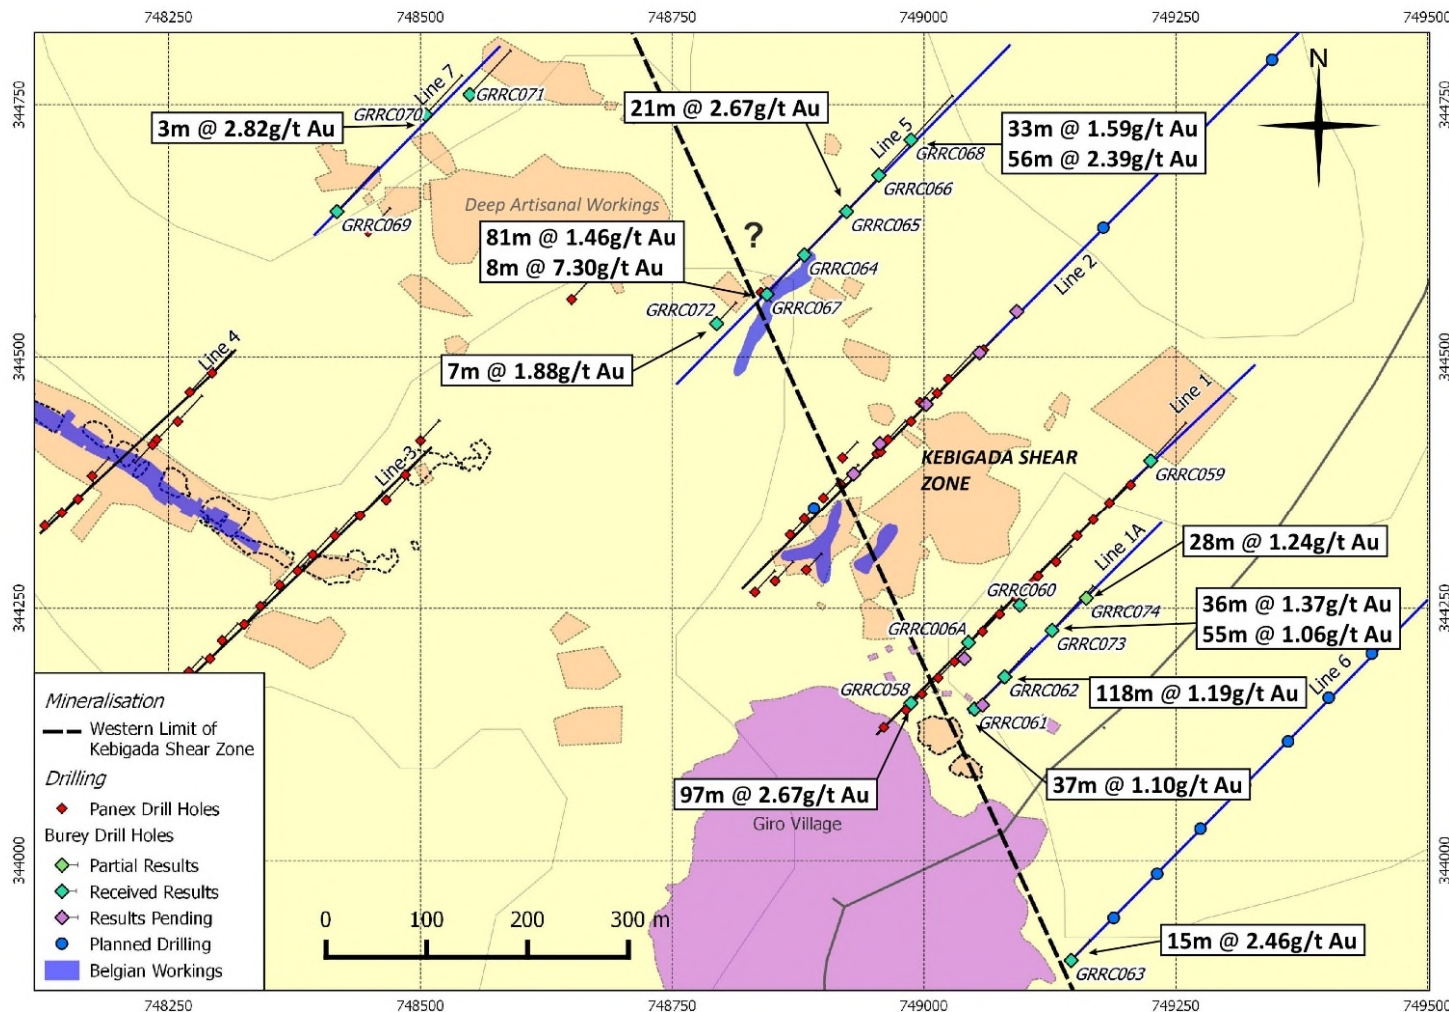 748250 748500 748750 749000 749250 749500
344750
344500
344250
344000
344750
344500
344250
344000
N
Line 7
GRRC071
GRRC070
3m @ 2.82g/t Au
GRRC069
21m @ 2.67g/t Au
Line 5
GRRC068
33m @ 1.59g/t Au
56m @ 2.39g/t Au
GRRC066
GRRC065
Deep Artisanal Workings
81m @ 1.46g/t Au
8m @ 7.30g/t Au
?
GRRC064
GRRC067
GRRC072
7m @ 1.88g/t Au
Line 2
Line 4
Line 3
Line 1
KEBIGADA SHEAR
ZONE
GRRC059
Line 1A
28m @ 1.24g/t Au
GRRC060
GRRC074
36m @ 1.37g/t Au
55m @ 1.06g/t Au
GRRC006A
GRRC073
GRRC058
GRRC062
118m @ 1.19g/t Au
Line 6
GRRC061
37m @ 1.10g/t Au
97m @ 2.67g/t Au
Giro Village
15m @ 2.46g/t Au
GRRC063
Mineralisation
Western Limit of
Kebigada Shear Zone
Drilling
Panex Drill Holes
Burey Drill Holes
Partial Results
Received Results
Results Pending
Planned Drilling
Belgian Workings
0 100 200 300 m
748250 748500 748750 749000 749250 749500